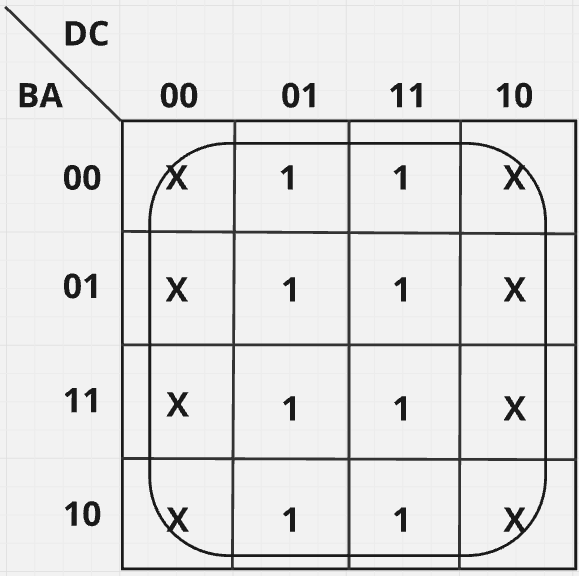 DC
BA 00 01 11 10
00 X 1 1 X
01 X 1 1 X
11 X 1 1 X
10 X 1 1 X